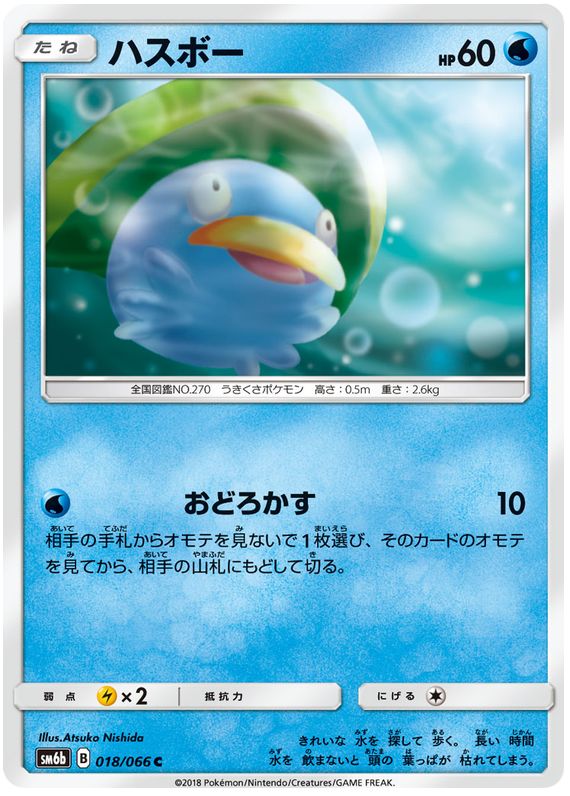 たね ハスボー HP60
全国図鑑NO.270 うきくさポケモン 高さ:0.5m 重さ:2.6kg
おどろかす 10
相手の手札からオモテを見ないで1枚選び、そのカードのオモテ
を見てから、相手の山札にもどして切る。
弱点 ×2 抵抗力 にげる
Illus.Atsuko Nishida
きれいな 水を 探して 歩く。 長い 時間
水を 飲まないと 頭の 葉っぱが 枯れてしまう。
SM6b B 018/066 C
©2018 Pokémon/Nintendo/Creatures/GAME FREAK.